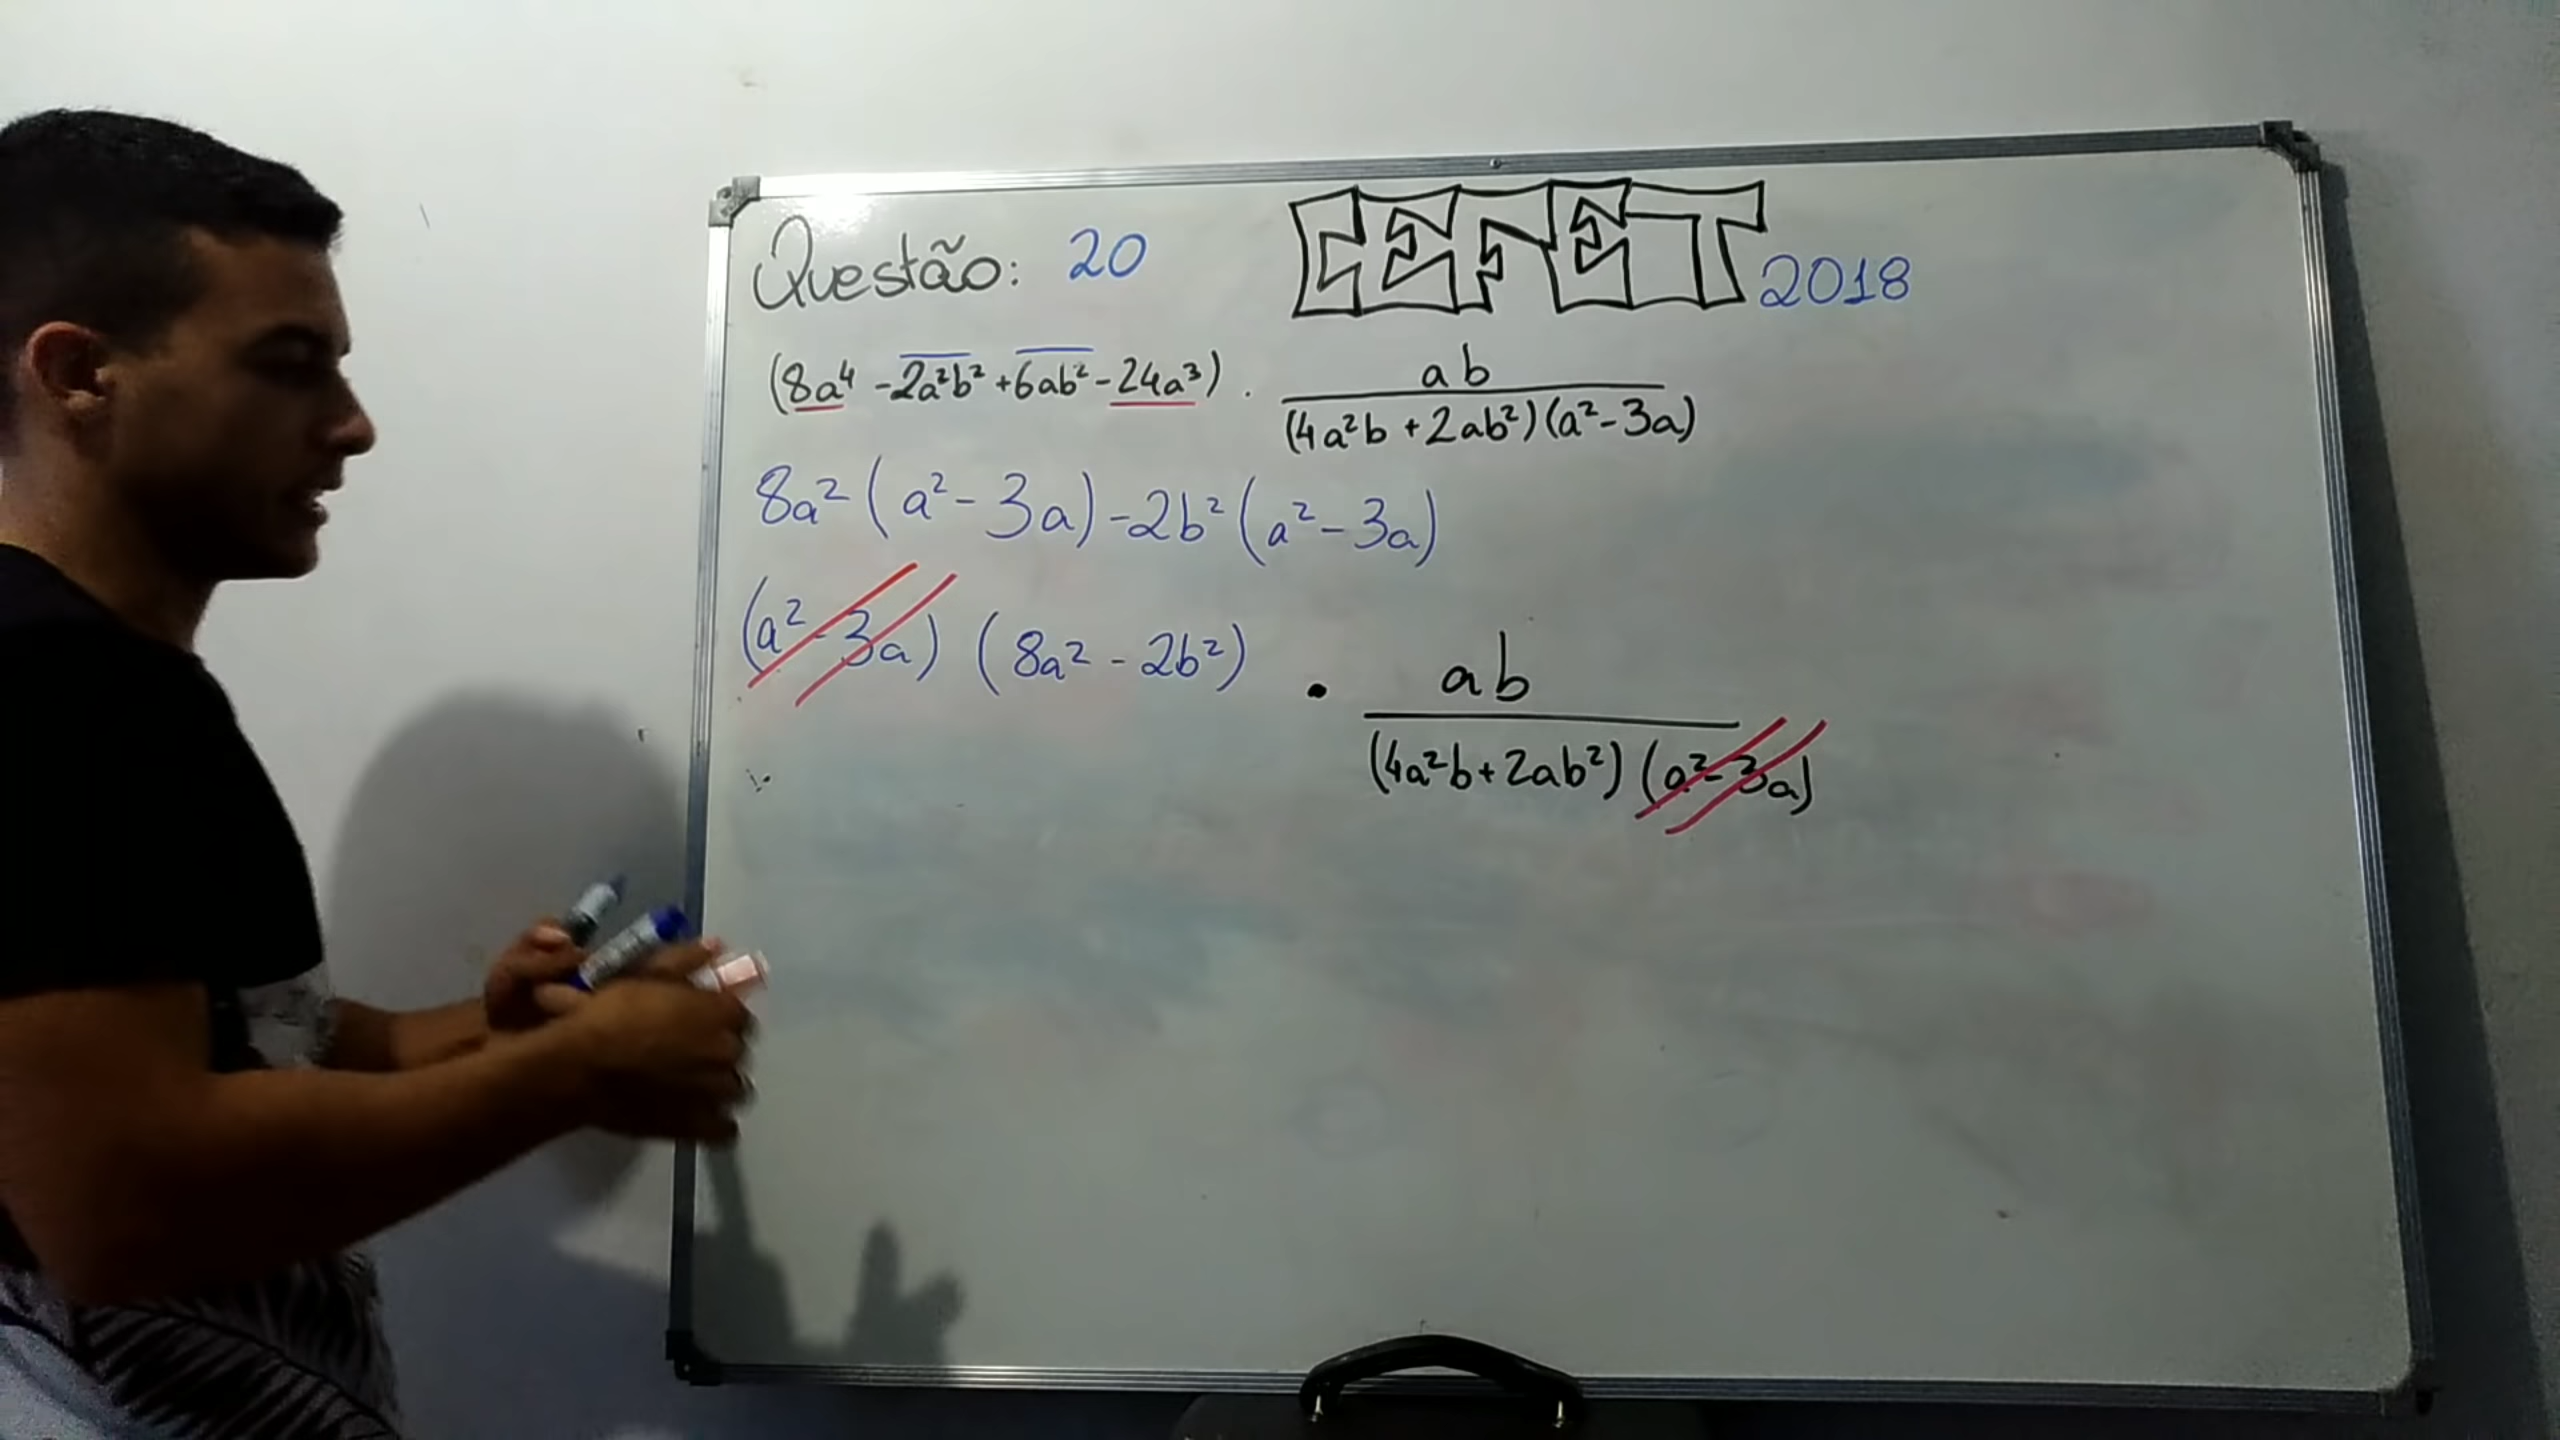 Questão: 20 CEFET 2018
(8a⁴ - 2a²b² + 6ab² - 24a³) . ab / (4a²b + 2ab²)(a² - 3a)
8a² (a² - 3a) - 2b² (a² - 3a)
(a² - 3a) (8a² - 2b²) • ab / (4a²b + 2ab²) (a² - 3a)